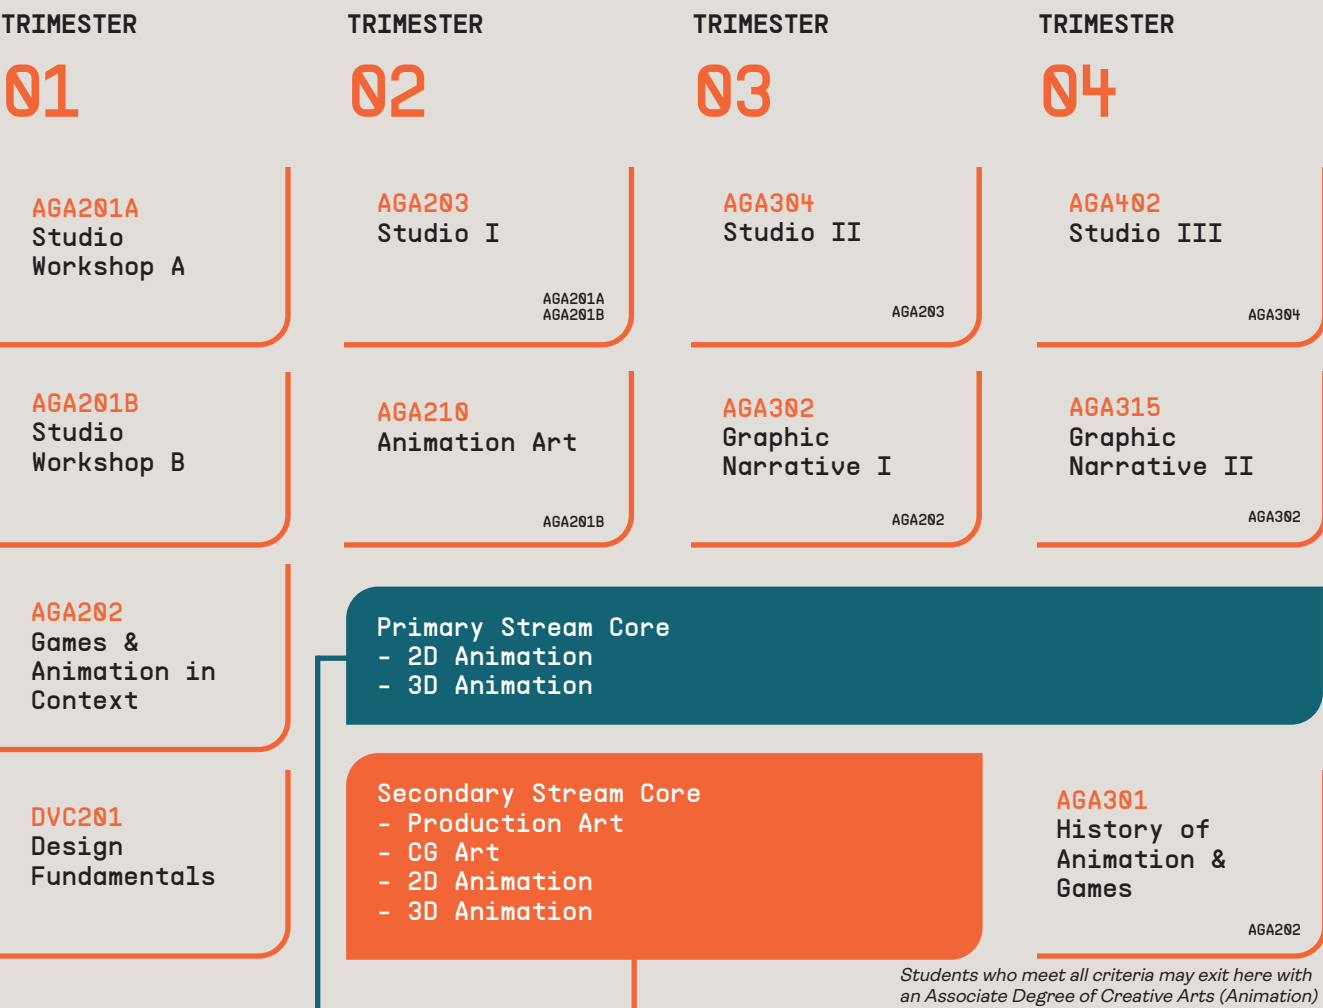 TRIMESTER
01
TRIMESTER
02
TRIMESTER
03
TRIMESTER
04
AGA201A
Studio
Workshop A
AGA203
Studio I
AGA201A
AGA201B
AGA304
Studio II
AGA203
AGA402
Studio III
AGA304
AGA201B
Studio
Workshop B
AGA210
Animation Art
AGA201B
AGA302
Graphic
Narrative I
AGA202
AGA315
Graphic
Narrative II
AGA302
AGA202
Games &
Animation in
Context
Primary Stream Core
- 2D Animation
- 3D Animation
DVC201
Design
Fundamentals
Secondary Stream Core
- Production Art
- CG Art
- 2D Animation
- 3D Animation
AGA301
History of
Animation &
Games
AGA202
Students who meet all criteria may exit here with
an Associate Degree of Creative Arts (Animation)